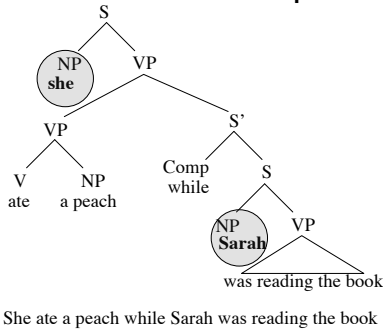 S
NP VP
she
VP S’
V NP Comp S
ate a peach while
NP VP
Sarah
was reading the book
She ate a peach while Sarah was reading the book